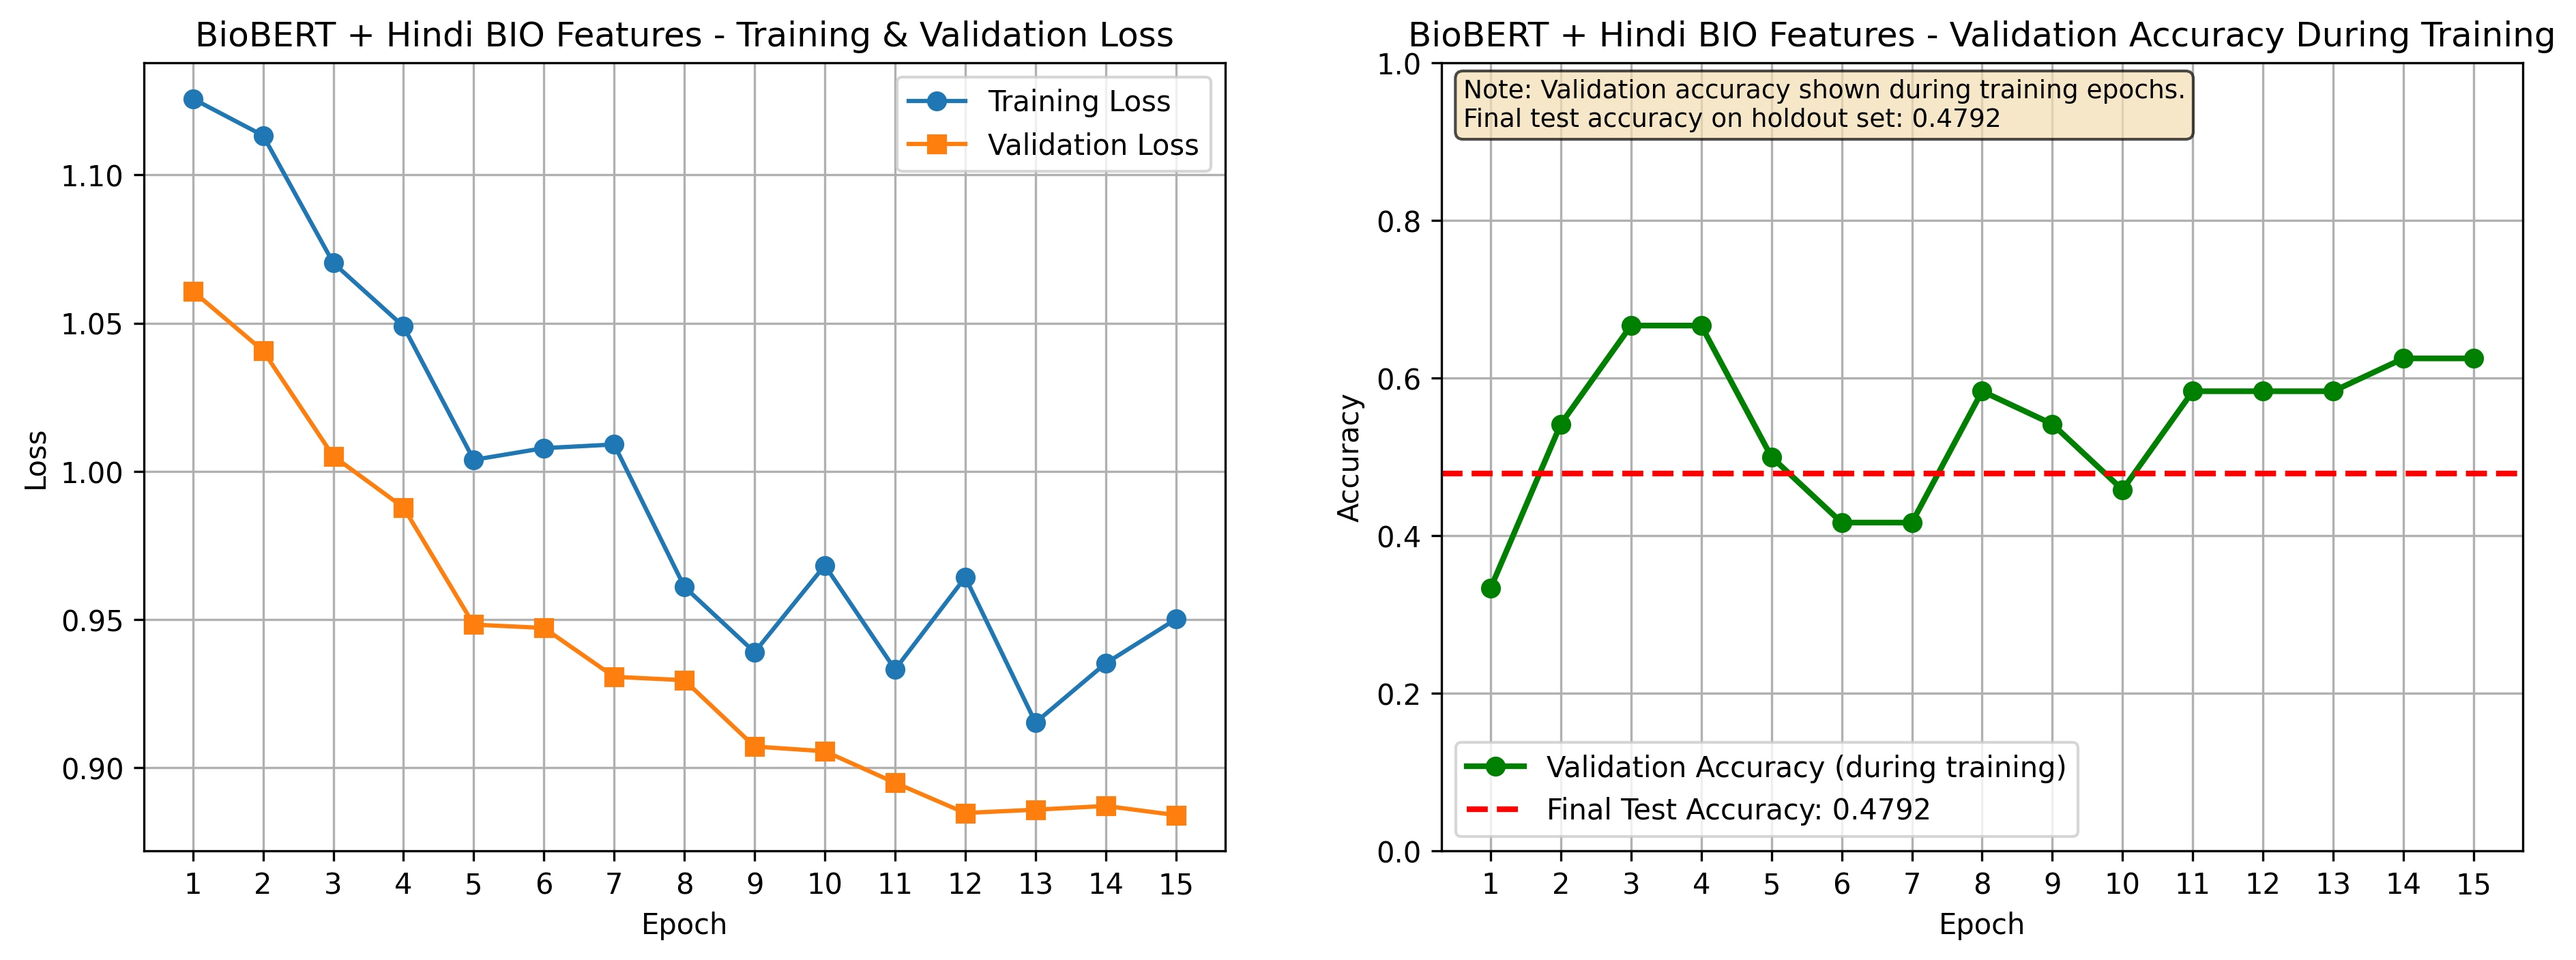 BioBERT + Hindi BIO Features - Training & Validation Loss
Training Loss
Validation Loss
Loss
1.10
1.05
1.00
0.95
0.90
1 2 3 4 5 6 7 8 9 10 11 12 13 14 15
Epoch
BioBERT + Hindi BIO Features - Validation Accuracy During Training
Note: Validation accuracy shown during training epochs.
Final test accuracy on holdout set: 0.4792
Accuracy
1.0
0.8
0.6
0.4
0.2
0.0
Validation Accuracy (during training)
Final Test Accuracy: 0.4792
1 2 3 4 5 6 7 8 9 10 11 12 13 14 15
Epoch